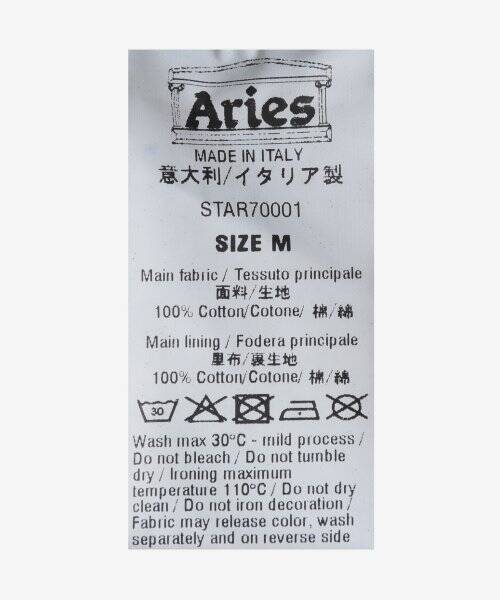 Aries
MADE IN ITALY
意大利/イタリア製
STAR70001
SIZE M
Main fabric / Tessuto principale
面料/生地
100% Cotton/Cotone/ 棉/綿
Main lining / Fodera principale
里布/裏生地
100% Cotton/Cotone/ 棉/綿
30
Wash max 30°C - mild process /
Do not bleach / Do not tumble
dry / Ironing maximum
temperature 110°C / Do not dry
clean / Do not iron decoration /
Fabric may release color, wash
separately and on reverse side